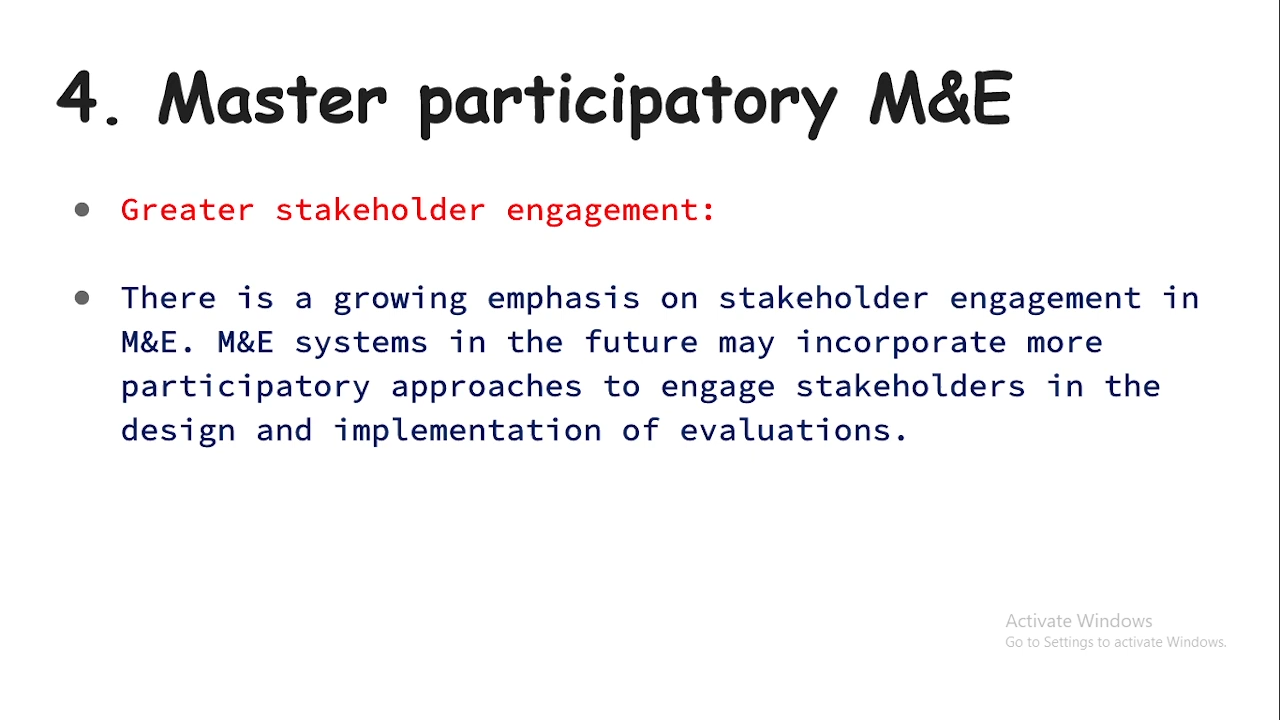 4. Master participatory M&E
● Greater stakeholder engagement:
● There is a growing emphasis on stakeholder engagement in
M&E. M&E systems in the future may incorporate more
participatory approaches to engage stakeholders in the
design and implementation of evaluations.
Activate Windows
Go to Settings to activate Windows.